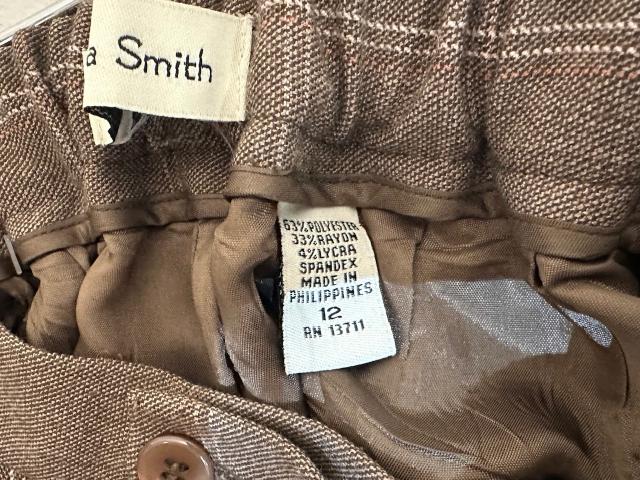 a Smith
63% POLYESTER
33% RAYON
4% LYCRA
SPANDEX
MADE IN
PHILIPPINES
12
RN 13711